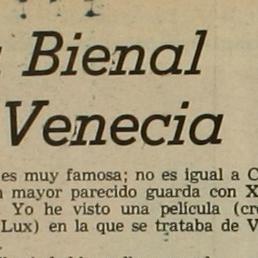 Bienal
Venecia
es muy famosa; no es igual a C
mayor parecido guarda con X
Yo he visto una película (cr
Lux) en la que se trataba de V